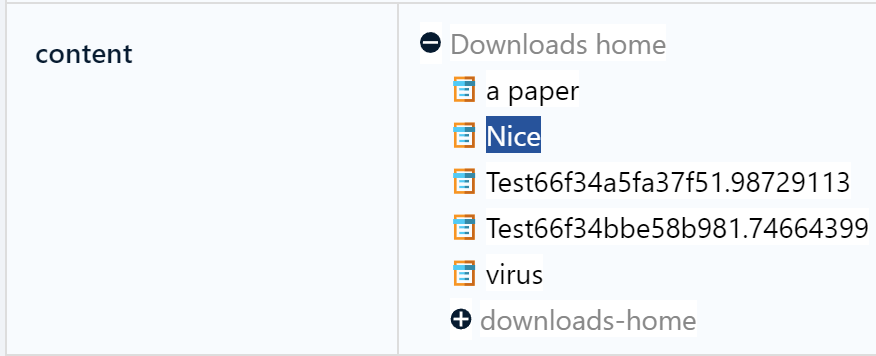 content
Downloads home
a paper
Nice
Test66f34a5fa37f51.98729113
Test66f34bbe58b981.74664399
virus
downloads-home